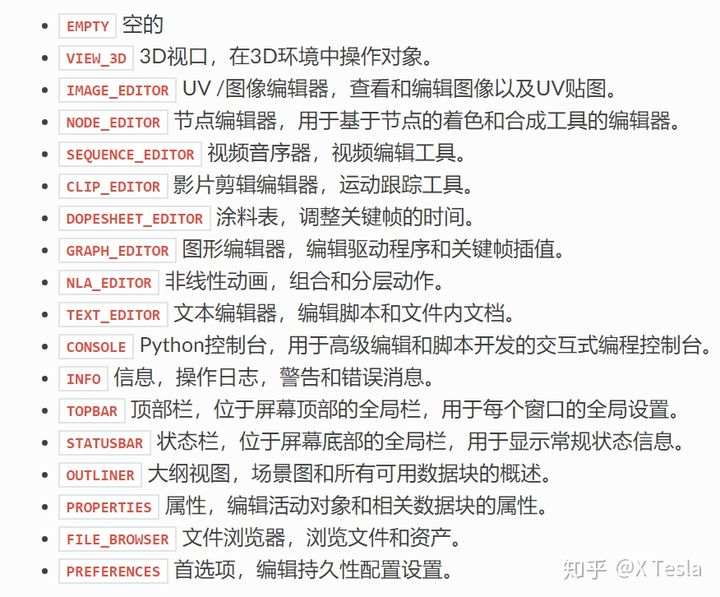 EMPTY 空的
VIEW_3D 3D视口，在3D环境中操作对象。
IMAGE_EDITOR UV /图像编辑器，查看和编辑图像以及UV贴图。
NODE_EDITOR 节点编辑器，用于基于节点的着色和合成工具的编辑器。
SEQUENCE_EDITOR 视频音序器，视频编辑工具。
CLIP_EDITOR 影片剪辑编辑器，运动跟踪工具。
DOPESHEET_EDITOR 涂料表，调整关键帧的时间。
GRAPH_EDITOR 图形编辑器，编辑驱动程序和关键帧插值。
NLA_EDITOR 非线性动画，组合和分层动作。
TEXT_EDITOR 文本编辑器，编辑脚本和文件内文档。
CONSOLE Python控制台，用于高级编辑和脚本开发的交互式编程控制台。
INFO 信息，操作日志，警告和错误消息。
TOPBAR 顶部栏，位于屏幕顶部的全局栏，用于每个窗口的全局设置。
STATUSBAR 状态栏，位于屏幕底部的全局栏，用于显示常规状态信息。
OUTLINER 大纲视图，场景图和所有可用数据块的概述。
PROPERTIES 属性，编辑活动对象和相关数据块的属性。
FILE_BROWSER 文件浏览器，浏览文件和资产。
PREFERENCES 首选项，编辑持久性配置设置。
知乎 @X Tesla